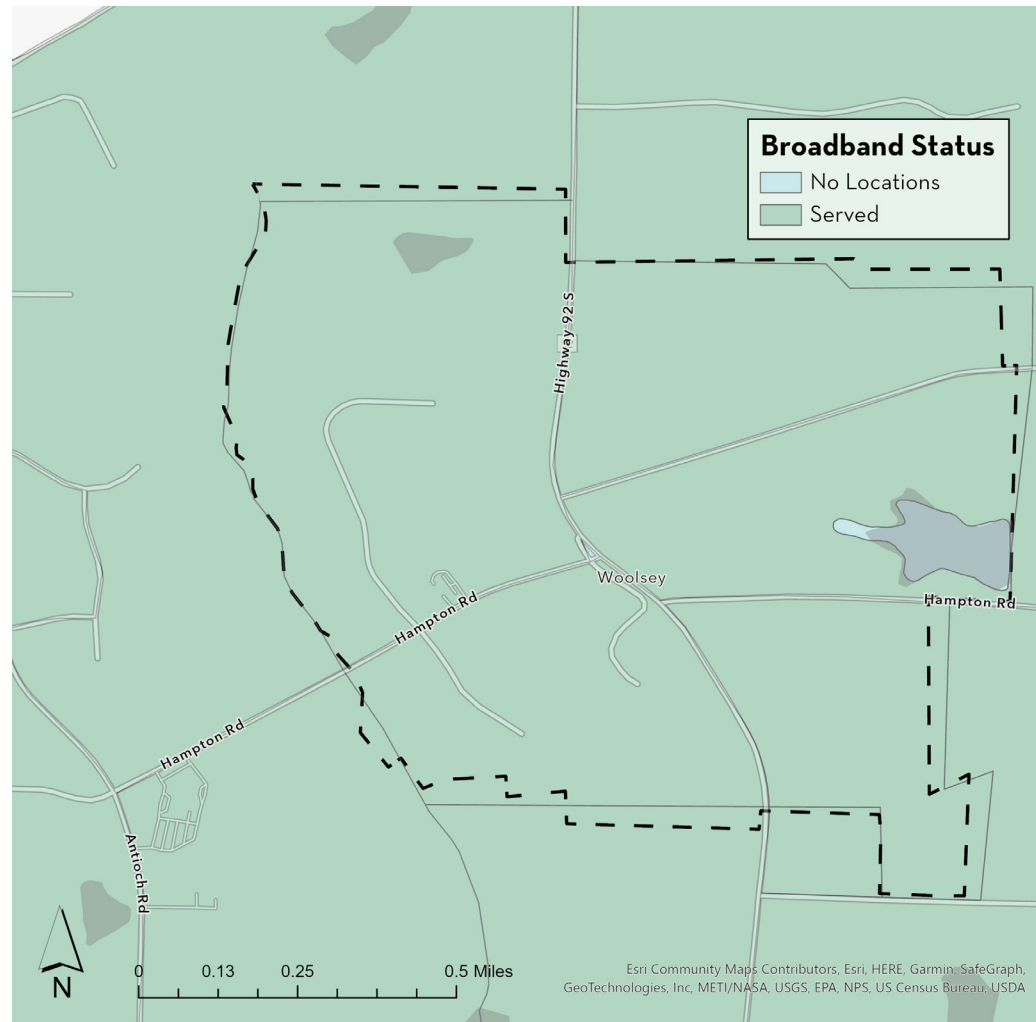 Broadband Status
No Locations
Served
Highway 92 S
Woolsey
Hampton Rd
Hampton Rd
Hampton Rd
Antioch Rd
N
0 0.13 0.25 0.5 Miles
Esri Community Maps Contributors, Esri, HERE, Garmin, SafeGraph,
GeoTechnologies, Inc, METI/NASA, USGS, EPA, NPS, US Census Bureau, USDA